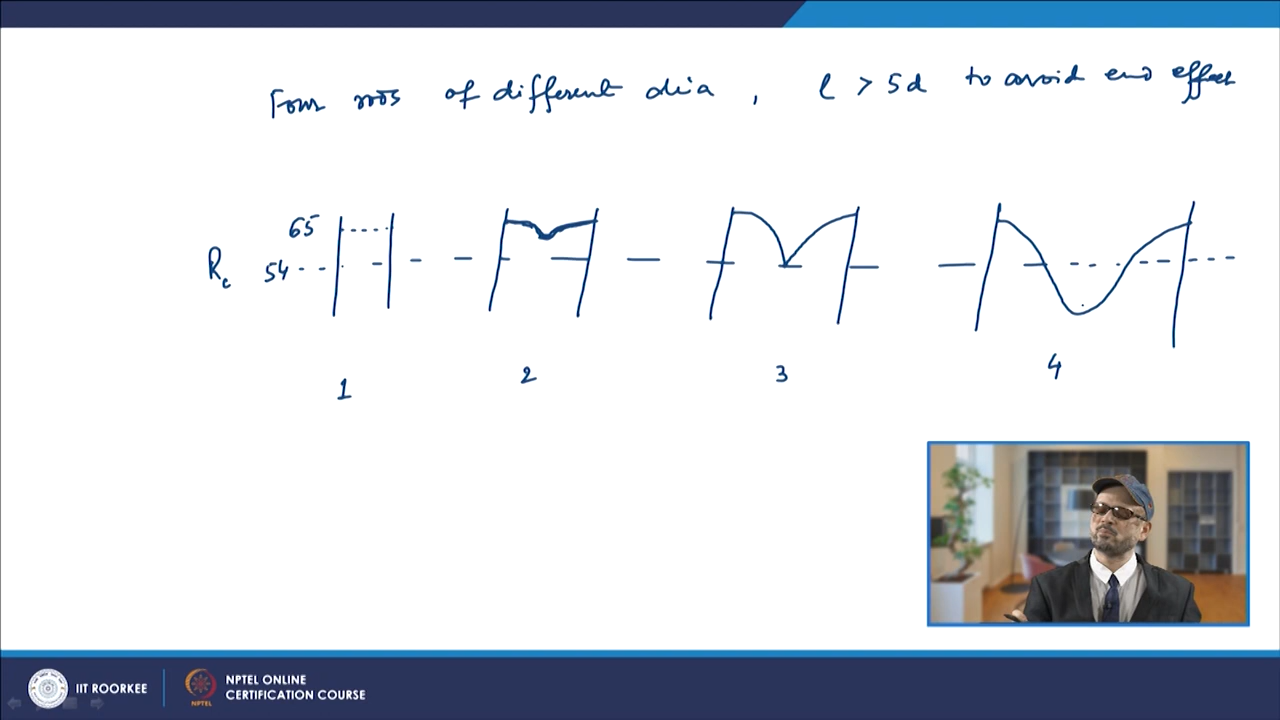 Four rods of different dia , l > 5d to avoid end effect
65
Rc 54
1 2 3 4
IIT ROORKEE
NPTEL
NPTEL ONLINE
CERTIFICATION COURSE